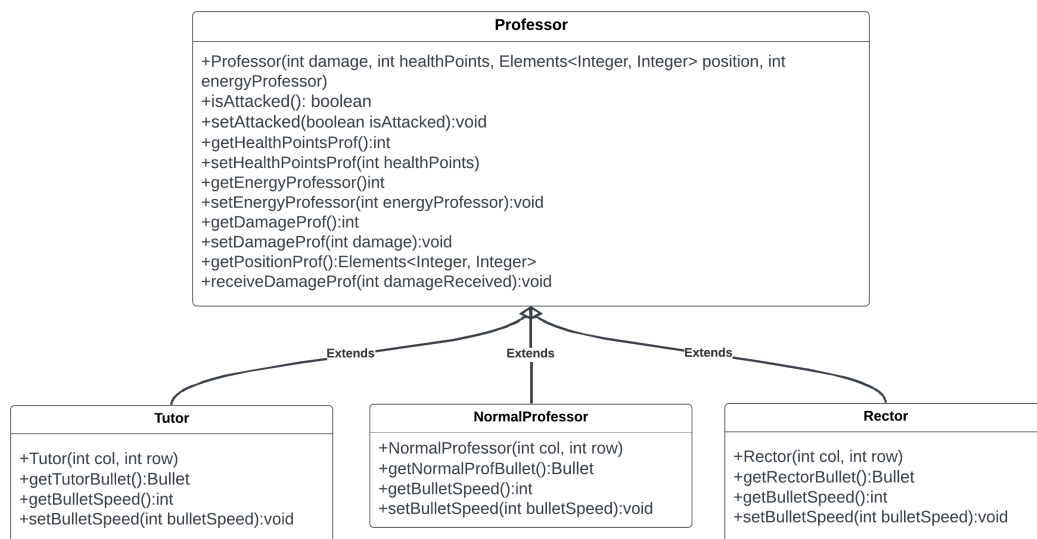 Professor
+Professor(int damage, int healthPoints, Elements<Integer, Integer> position, int
energyProfessor)
+isAttacked(): boolean
+setAttacked(boolean isAttacked):void
+getHealthPointsProf():int
+setHealthPointsProf(int healthPoints)
+getEnergyProfessor()int
+setEnergyProfessor(int energyProfessor):void
+getDamageProf():int
+setDamageProf(int damage):void
+getPositionProf():Elements<Integer, Integer>
+receiveDamageProf(int damageReceived):void
Extends
Extends
Extends
Tutor
+Tutor(int col, int row)
+getTutorBullet():Bullet
+getBulletSpeed():int
+setBulletSpeed(int bulletSpeed):void
NormalProfessor
+NormalProfessor(int col, int row)
+getNormalProfBullet():Bullet
+getBulletSpeed():int
+setBulletSpeed(int bulletSpeed):void
Rector
+Rector(int col, int row)
+getRectorBullet():Bullet
+getBulletSpeed():int
+setBulletSpeed(int bulletSpeed):void